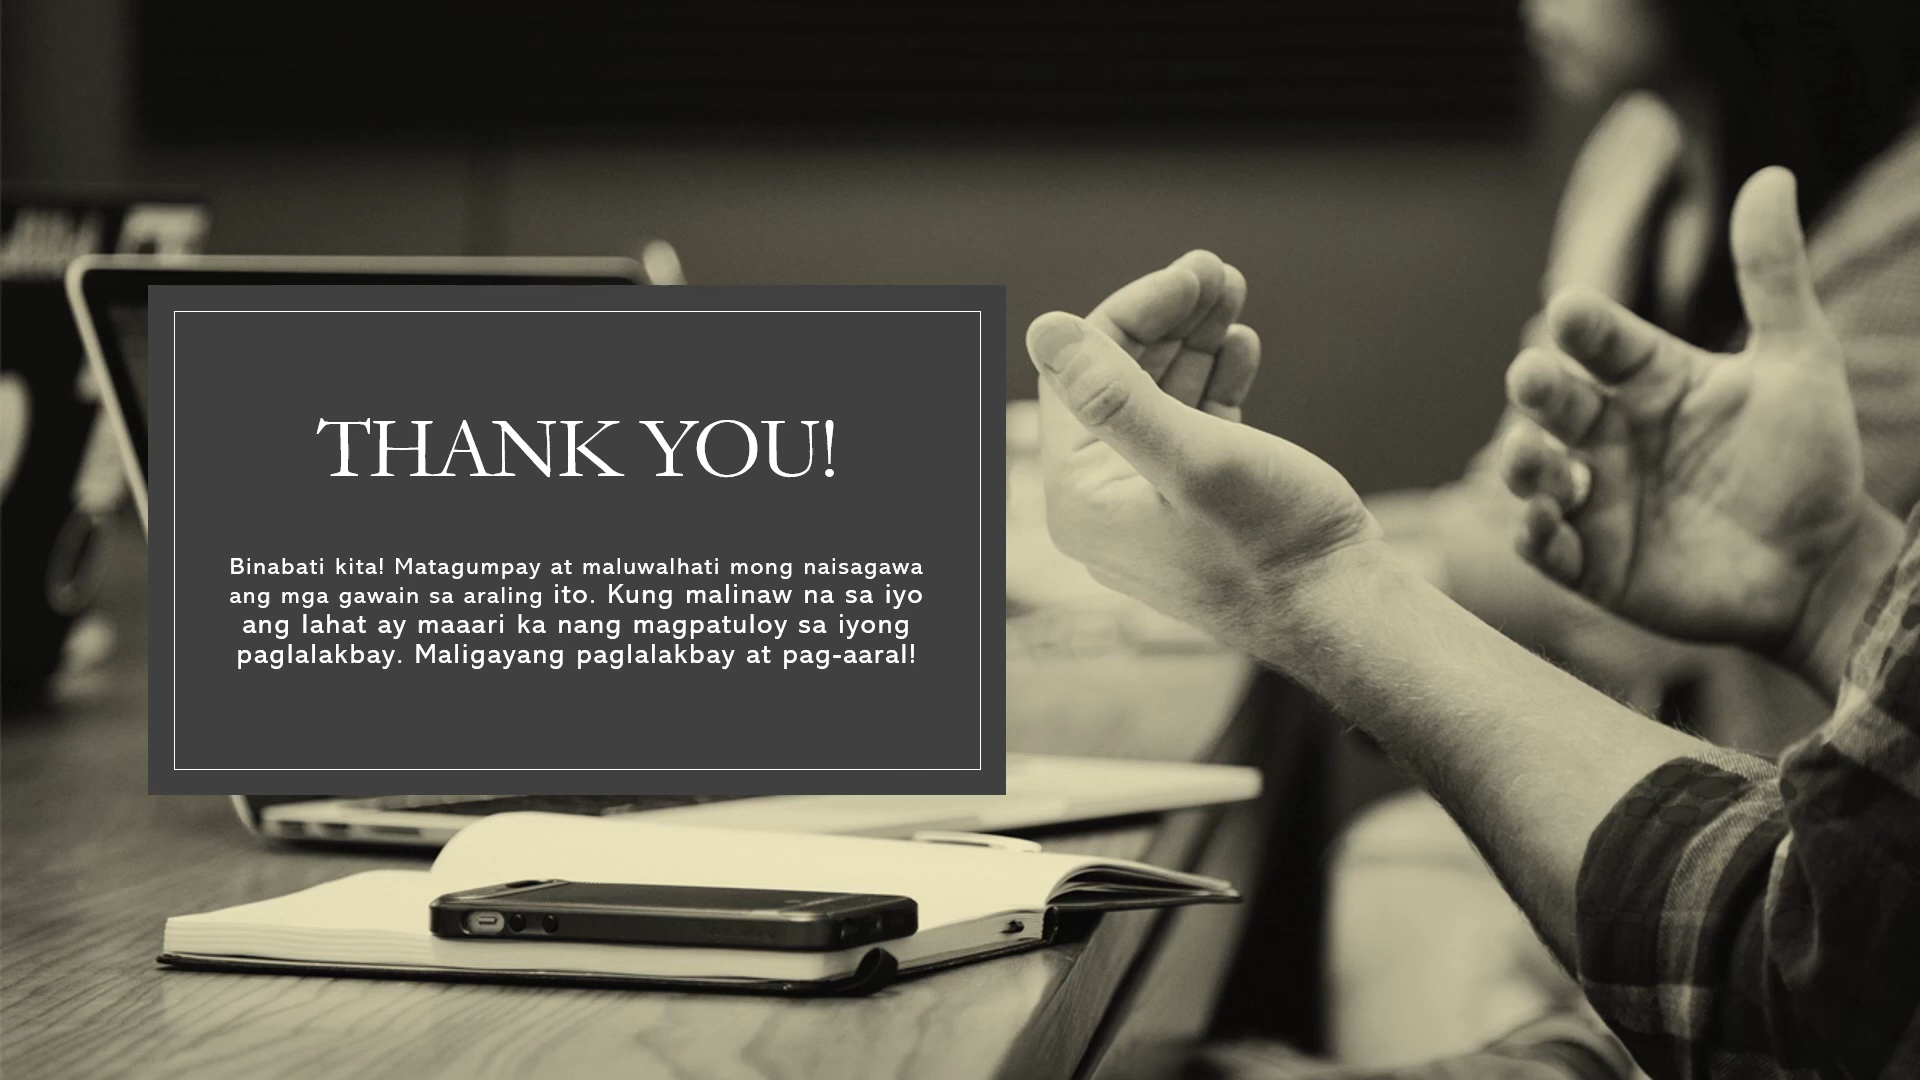 THANK YOU!
Binabati kita! Matagumpay at maluwalhati mong naisagawa
ang mga gawain sa araling ito. Kung malinaw na sa iyo
ang lahat ay maaari ka nang magpatuloy sa iyong
paglalakbay. Maligayang paglalakbay at pag-aaral!